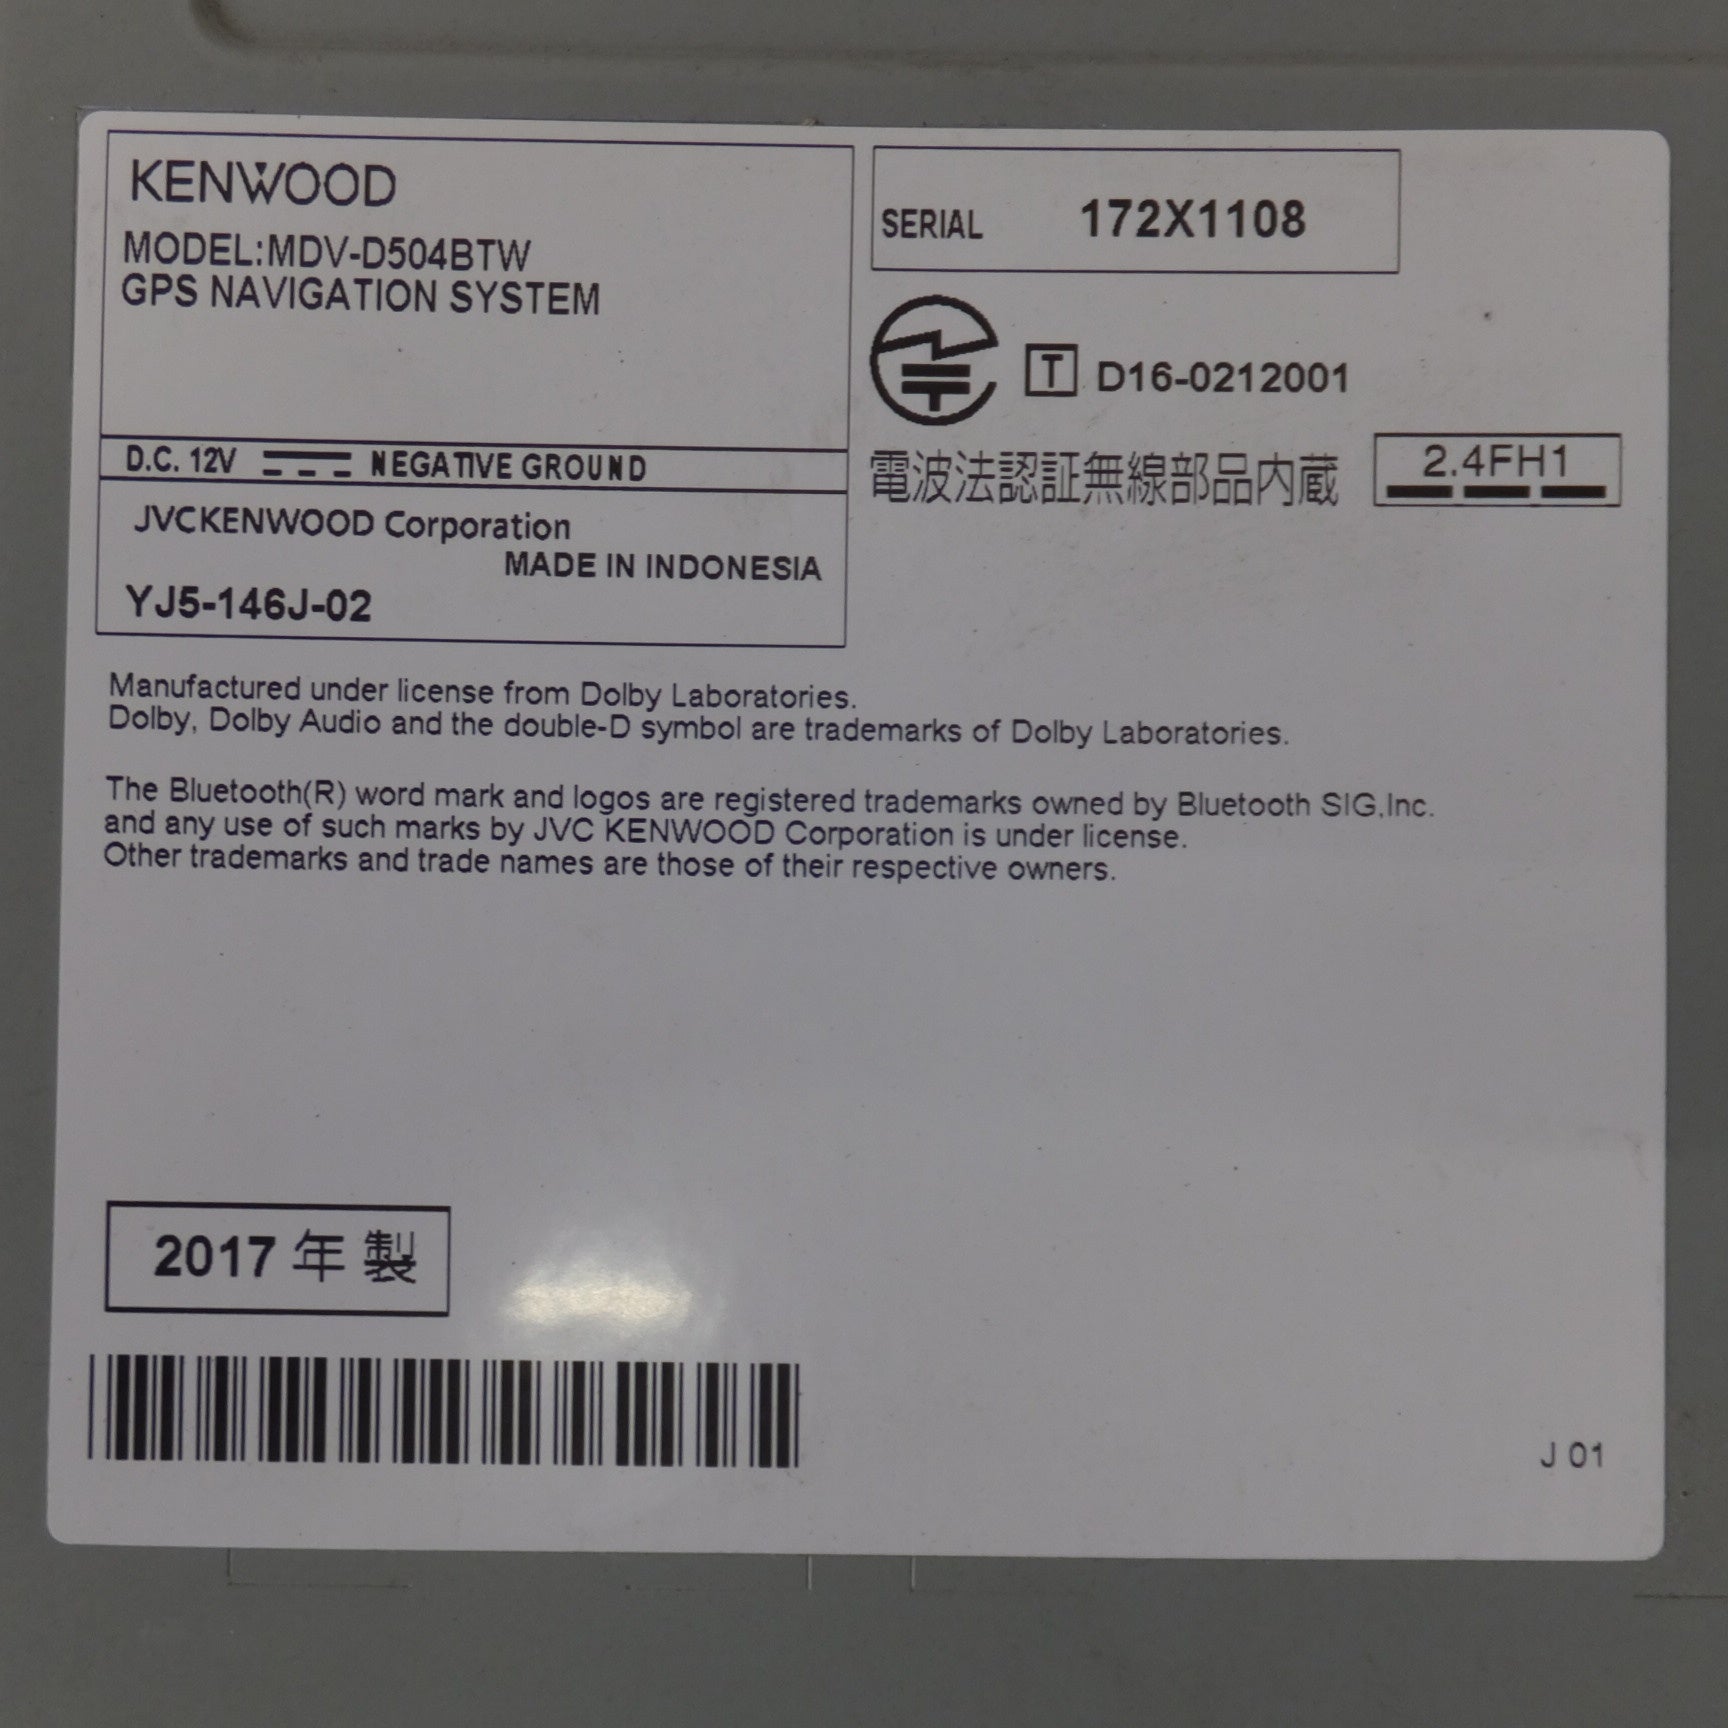 KENWOOD
MODEL:MDV-D504BTW
GPS NAVIGATION SYSTEM
D.C. 12V NEGATIVE GROUND
JVCKENWOOD Corporation
MADE IN INDONESIA
YJ5-146J-02
SERIAL 172X1108
T D16-0212001
電波法認証無線部品内蔵 2.4FH1
Manufactured under license from Dolby Laboratories.
Dolby, Dolby Audio and the double-D symbol are trademarks of Dolby Laboratories.
The Bluetooth(R) word mark and logos are registered trademarks owned by Bluetooth SIG,Inc.
and any use of such marks by JVC KENWOOD Corporation is under license.
Other trademarks and trade names are those of their respective owners.
2017 年 製
J 01